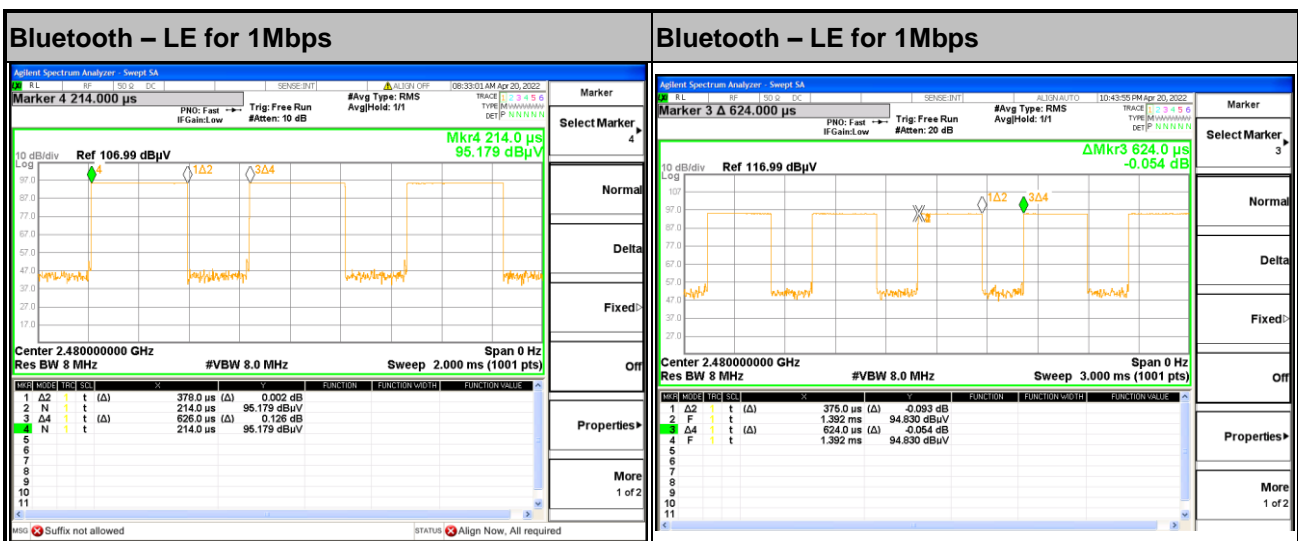 Bluetooth – LE for 1Mbps
Agilent Spectrum Analyzer - Swept SA
RL RF 50 Ω DC SENSE:INT ALIGN OFF 08:33:01 AM Apr 20, 2022
Marker 4 214.000 µs
PNO: Fast
IFGain:Low
Trig: Free Run
#Atten: 10 dB
#Avg Type: RMS
Avg|Hold: 1/1
TRACE 1 2 3 4 5 6
TYPE MWWWWW
DET P NNNNN
Mkr4 214.0 µs
95.179 dBµV
10 dB/div Ref 106.99 dBµV
Log
97.0
87.0
77.0
67.0
57.0
47.0
37.0
27.0
17.0
4
1Δ2
3Δ4
Center 2.480000000 GHz Span 0 Hz
Res BW 8 MHz #VBW 8.0 MHz Sweep 2.000 ms (1001 pts)
MKR MODE TRC SCL X Y FUNCTION FUNCTION WIDTH FUNCTION VALUE
1 Δ2 1 t (Δ) 378.0 µs (Δ) 0.002 dB
2 N 1 t 214.0 µs 95.179 dBµV
3 Δ4 1 t (Δ) 626.0 µs (Δ) 0.126 dB
4 N 1 t 214.0 µs 95.179 dBµV
5
6
7
8
9
10
11
MSG Suffix not allowed STATUS Align Now, All required
Marker
Select Marker
4
Normal
Delta
Fixed
Off
Properties
More
1 of 2
Bluetooth – LE for 1Mbps
Agilent Spectrum Analyzer - Swept SA
RL RF 50 Ω DC SENSE:INT ALIGN AUTO 10:43:55 PM Apr 20, 2022
Marker 3 Δ 624.000 µs
PNO: Fast
IFGain:Low
Trig: Free Run
#Atten: 20 dB
#Avg Type: RMS
Avg|Hold: 1/1
TRACE 1 2 3 4 5 6
TYPE MWWWWW
DET P NNNNN
ΔMkr3 624.0 µs
-0.054 dB
10 dB/div Ref 116.99 dBµV
Log
107
97.0
87.0
77.0
67.0
57.0
47.0
37.0
27.0
1Δ2
3Δ4
Center 2.480000000 GHz Span 0 Hz
Res BW 8 MHz #VBW 8.0 MHz Sweep 3.000 ms (1001 pts)
MKR MODE TRC SCL X Y FUNCTION FUNCTION WIDTH FUNCTION VALUE
1 Δ2 1 t (Δ) 375.0 µs (Δ) -0.093 dB
2 F 1 t 1.392 ms 94.830 dBµV
3 Δ4 1 t (Δ) 624.0 µs (Δ) -0.054 dB
4 F 1 t 1.392 ms 94.830 dBµV
5
6
7
8
9
10
11
Marker
Select Marker
3
Normal
Delta
Fixed
Off
Properties
More
1 of 2